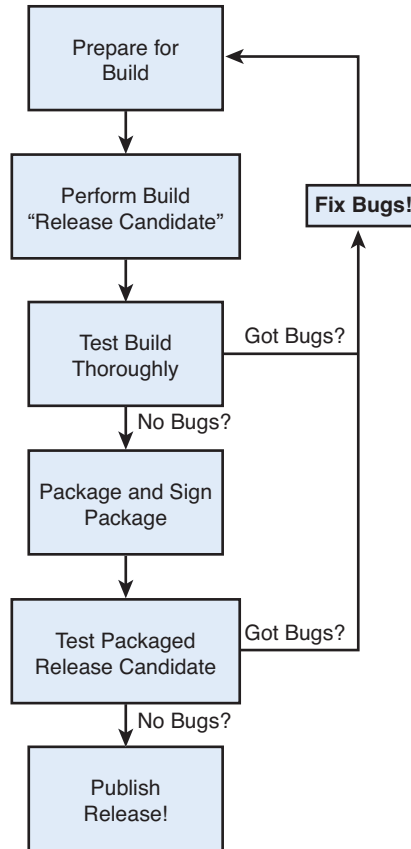 Prepare for
Build
Perform Build
“Release Candidate”
Fix Bugs!
Test Build
Thoroughly
Got Bugs?
No Bugs?
Package and Sign
Package
Test Packaged
Release Candidate
Got Bugs?
No Bugs?
Publish
Release!